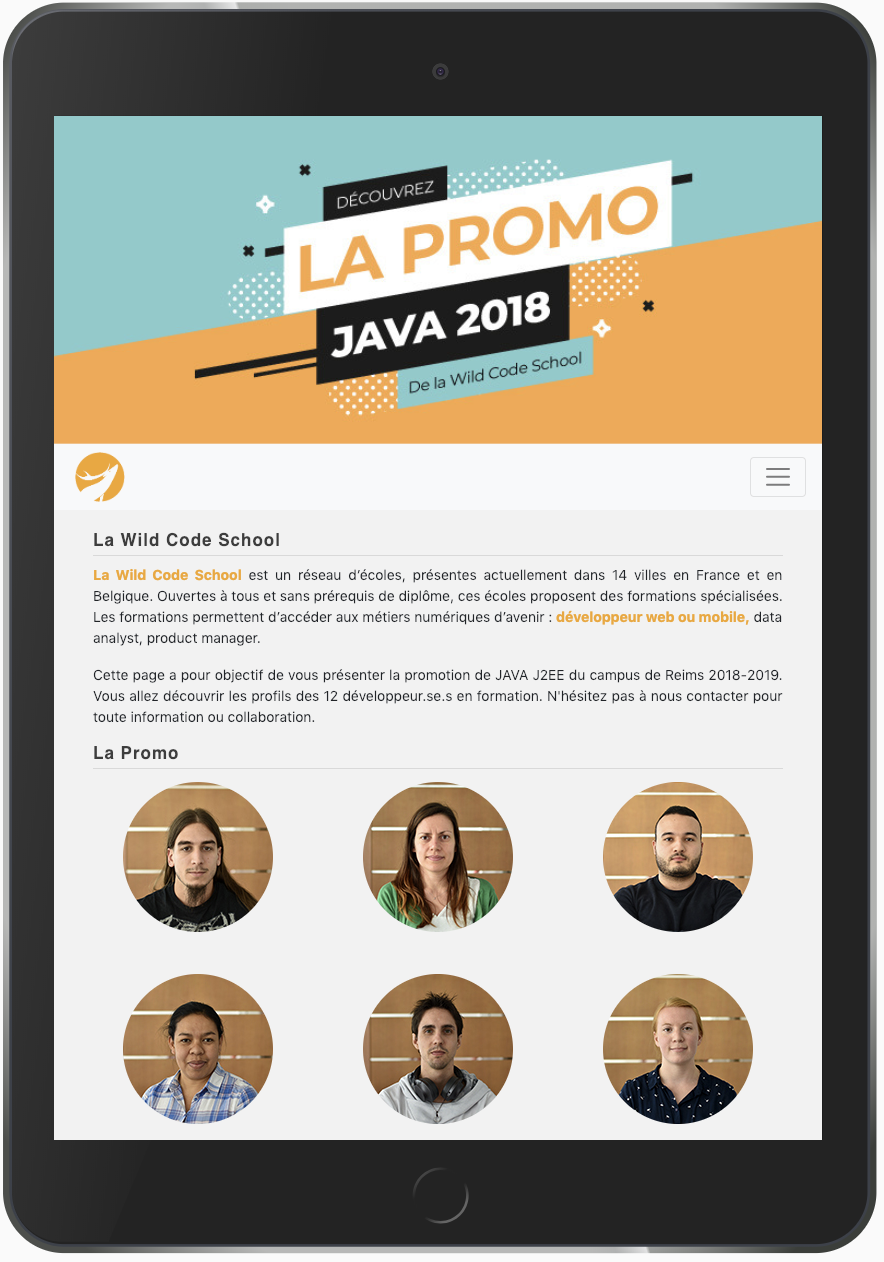 DÉCOUVREZ
LA PROMO
JAVA 2018
De la Wild Code School
La Wild Code School
La Wild Code School est un réseau d'écoles, présentes actuellement dans 14 villes en France et en
Belgique. Ouvertes à tous et sans prérequis de diplôme, ces écoles proposent des formations spécialisées.
Les formations permettent d'accéder aux métiers numériques d'avenir : développeur web ou mobile, data
analyst, product manager.
Cette page a pour objectif de vous présenter la promotion de JAVA J2EE du campus de Reims 2018-2019.
Vous allez découvrir les profils des 12 développeur.se.s en formation. N'hésitez pas à nous contacter pour
toute information ou collaboration.
La Promo